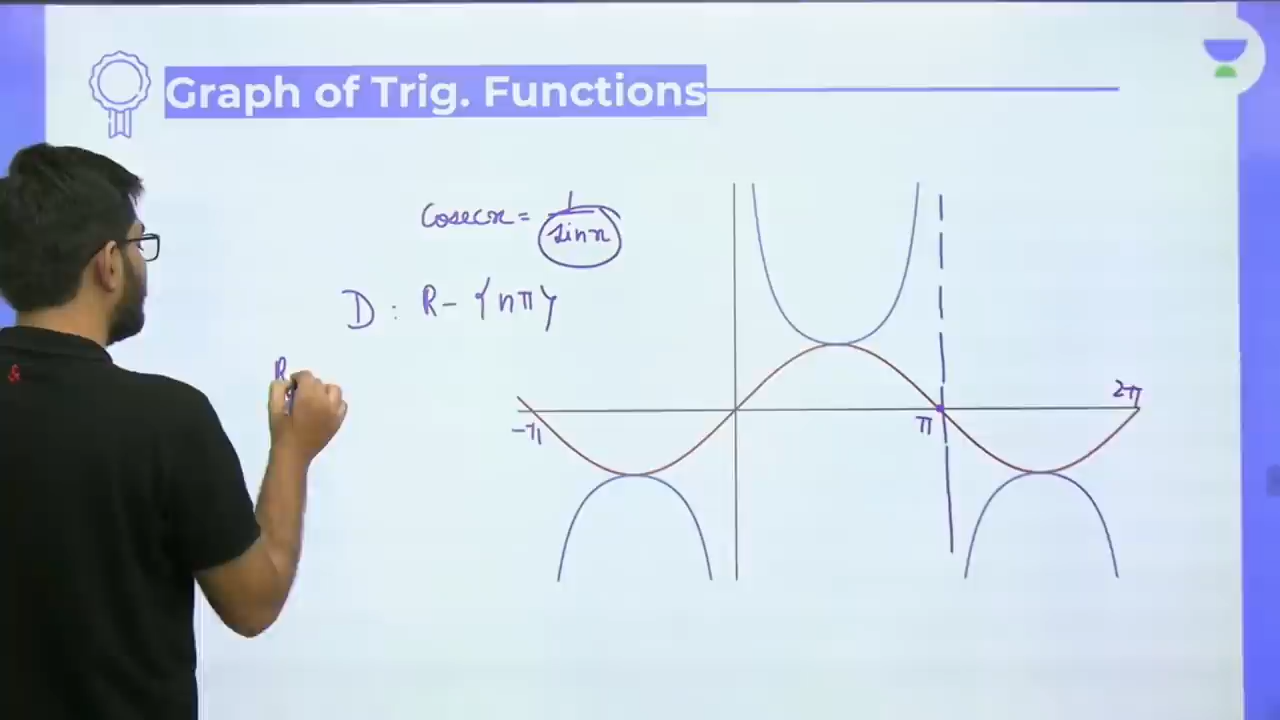 Graph of Trig. Functions
Cosecx = 1/sinx
D : R - {nπ}
R
-π
π
2π